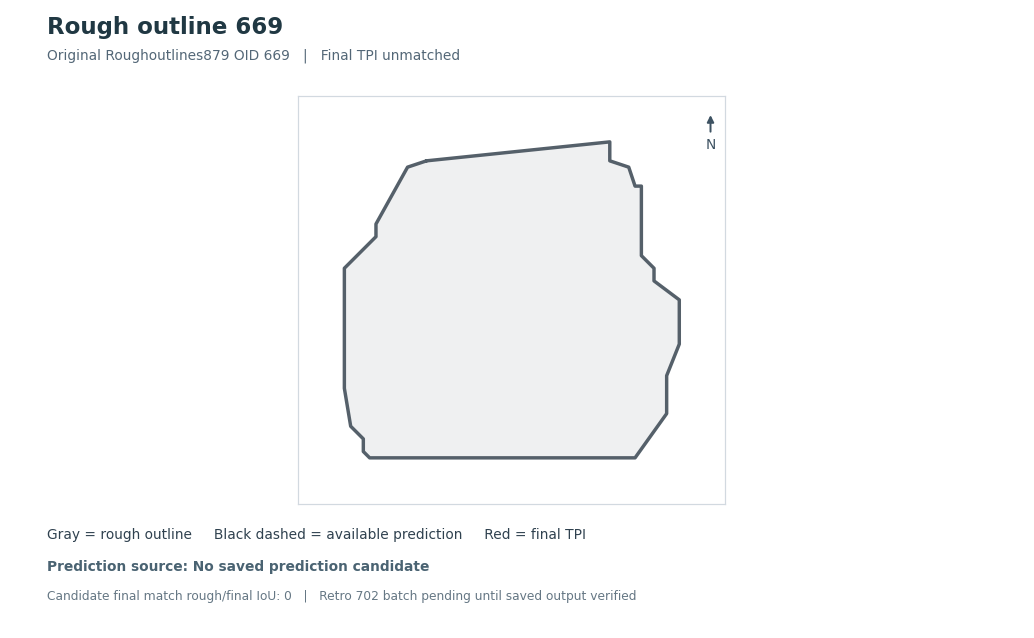 Rough outline 669
Original Roughoutlines879 OID 669   |   Final TPI unmatched
N
Gray = rough outline     Black dashed = available prediction     Red = final TPI
Prediction source: No saved prediction candidate
Candidate final match rough/final IoU: 0   |   Retro 702 batch pending until saved output verified